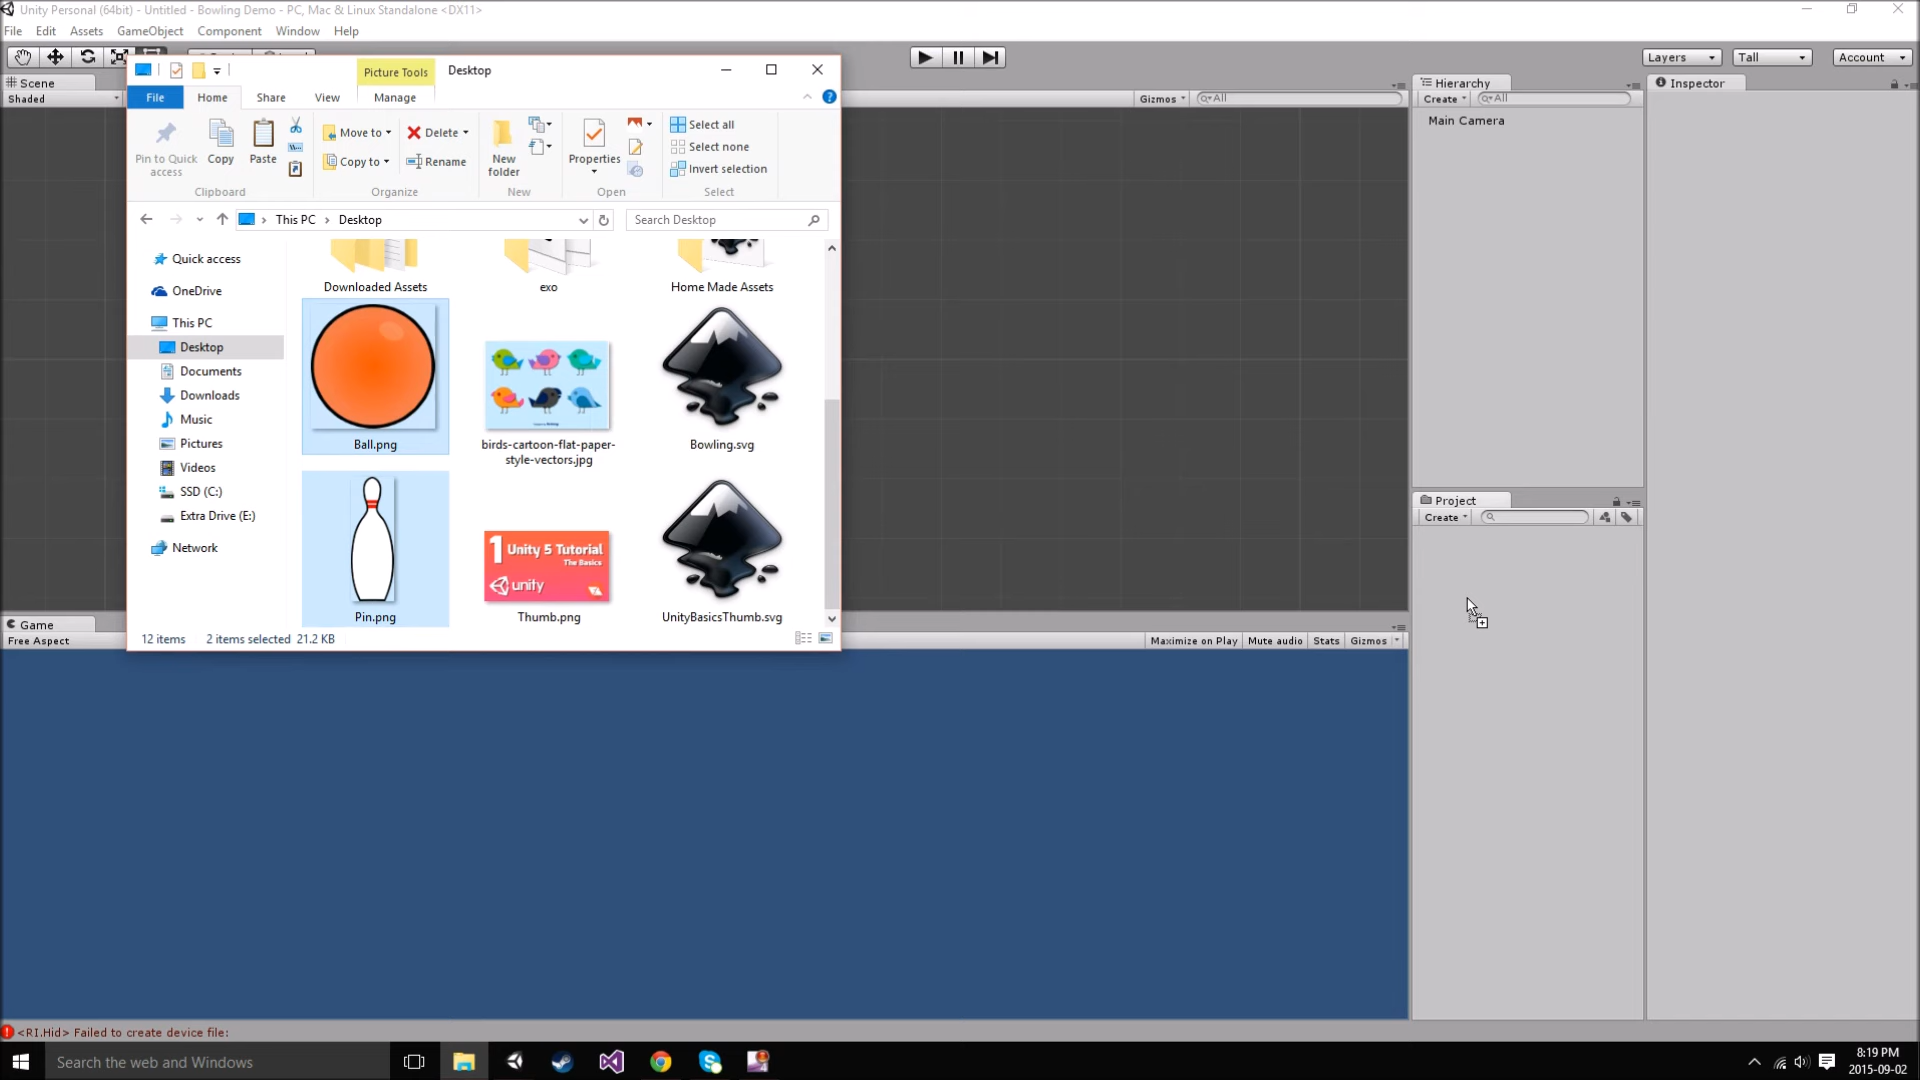 Unity Personal (64bit) - Untitled - Bowling Demo - PC, Mac & Linux Standalone <DX11>
File Edit Assets GameObject Component Window Help
Layers Tall Account
Scene
Shaded
Gizmos All
Picture Tools Desktop
File Home Share View Manage
Pin to Quick access
Copy
Paste
Move to
Copy to
Delete
Rename
New folder
Properties
Select all
Select none
Invert selection
Clipboard Organize New Open Select
This PC Desktop
Search Desktop
Quick access
OneDrive
This PC
Desktop
Documents
Downloads
Music
Pictures
Videos
SSD (C:)
Extra Drive (E:)
Network
Downloaded Assets exo Home Made Assets
Ball.png
birds-cartoon-flat-paper-
style-vectors.jpg
Bowling.svg
1 Unity 5 Tutorial
The Basics
unity
Pin.png Thumb.png UnityBasicsThumb.svg
12 items 2 items selected 21.2 KB
Hierarchy
Create All
Main Camera
Project
Create
Inspector
Game
Free Aspect
Maximize on Play Mute audio Stats Gizmos
<RI.Hid> Failed to create device file:
Search the web and Windows
8:19 PM
2015-09-02